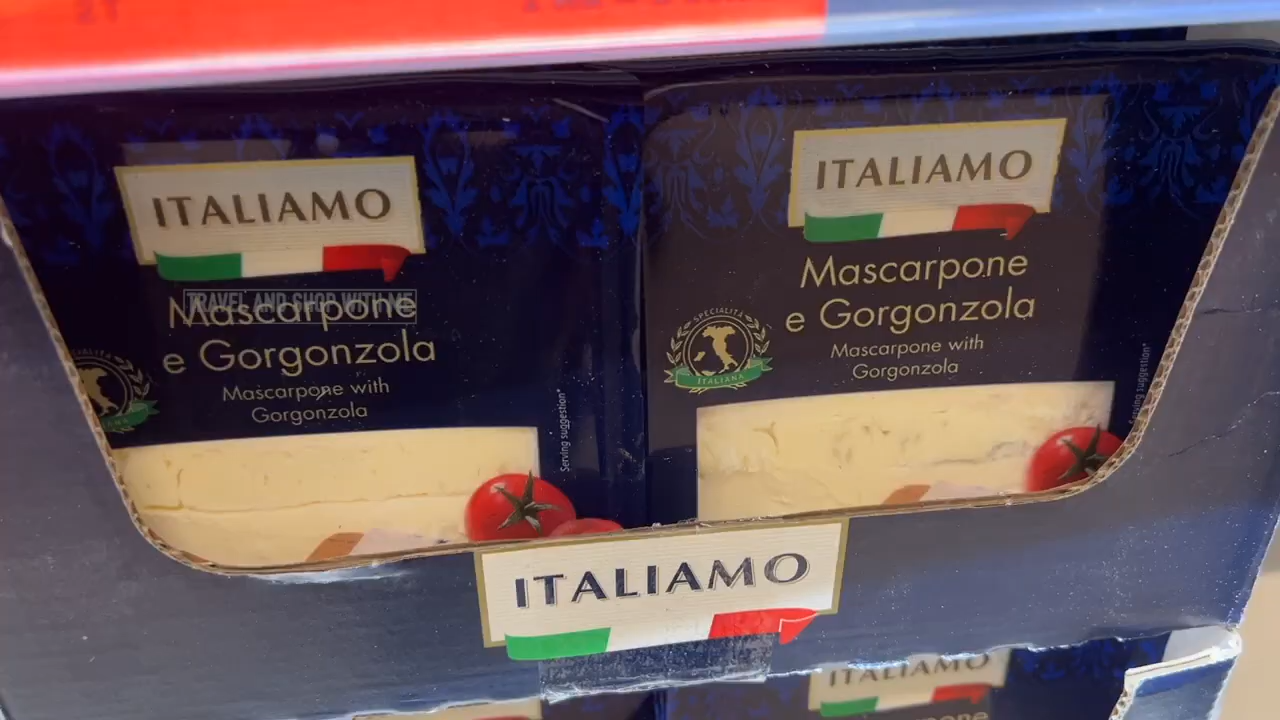 ITALIAMO
Mascarpone
e Gorgonzola
Mascarpone with
Gorgonzola
Serving suggestion*
TRAVEL AND SHOP WITH ME
ITALIAMO
Mascarpone
e Gorgonzola
Mascarpone with
Gorgonzola
SPECIALITÀ
ITALIANA
Serving suggestion*
ITALIAMO
ITALIAMO